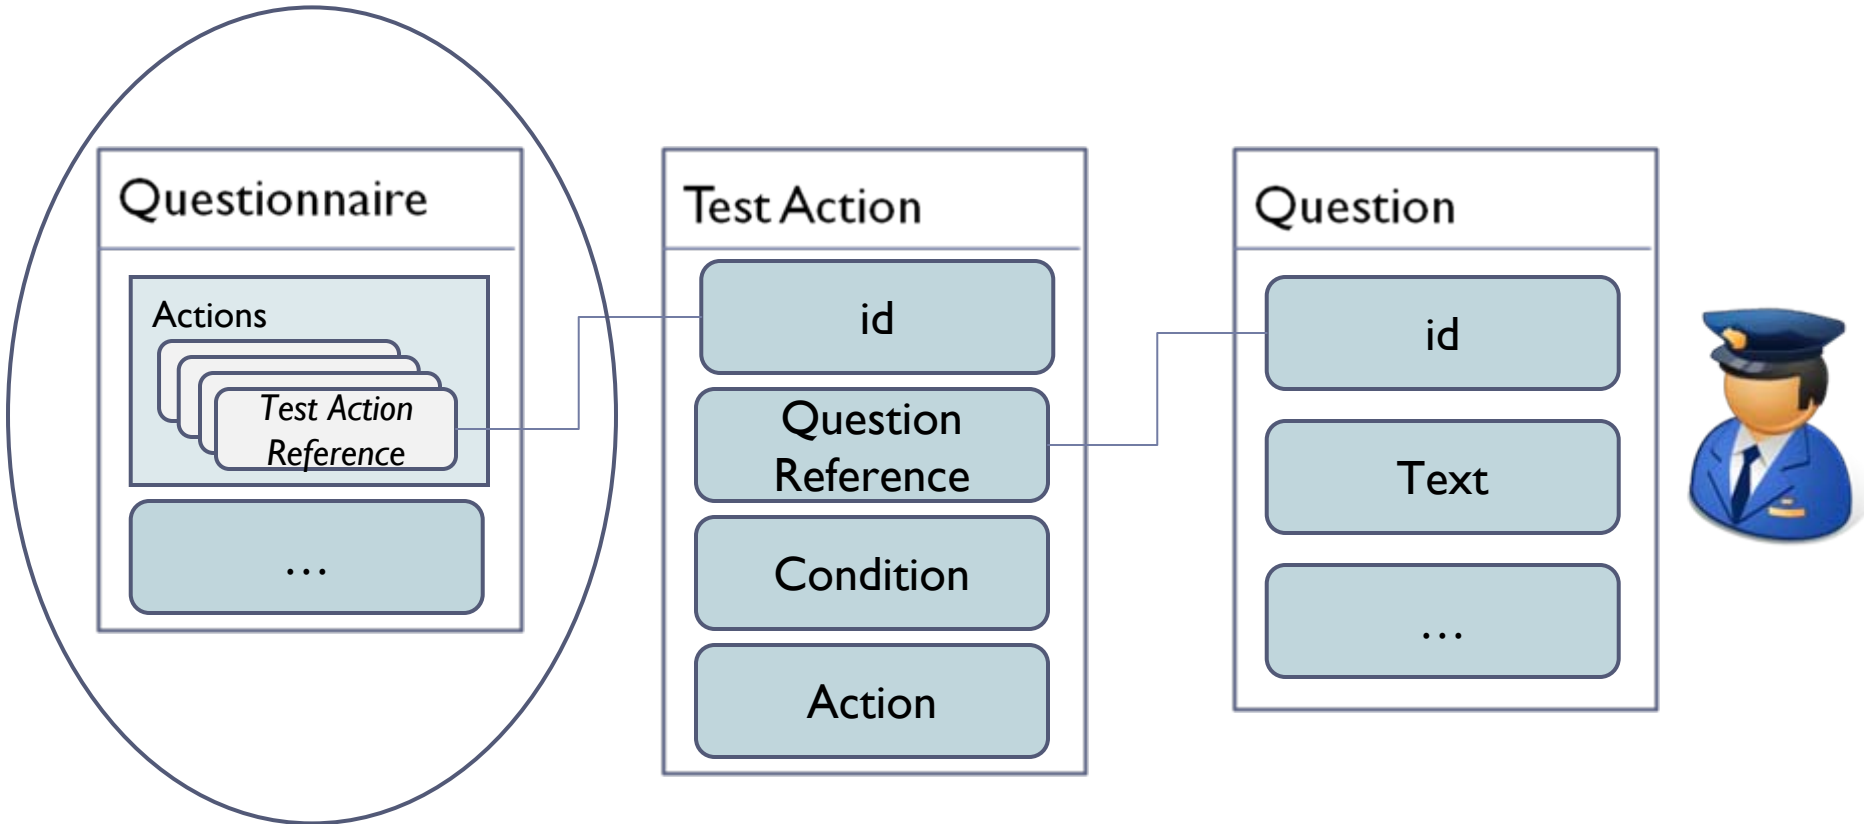 Questionnaire
Actions
Test Action
Reference
…
Test Action
id
Question
Reference
Condition
Action
Question
id
Text
…